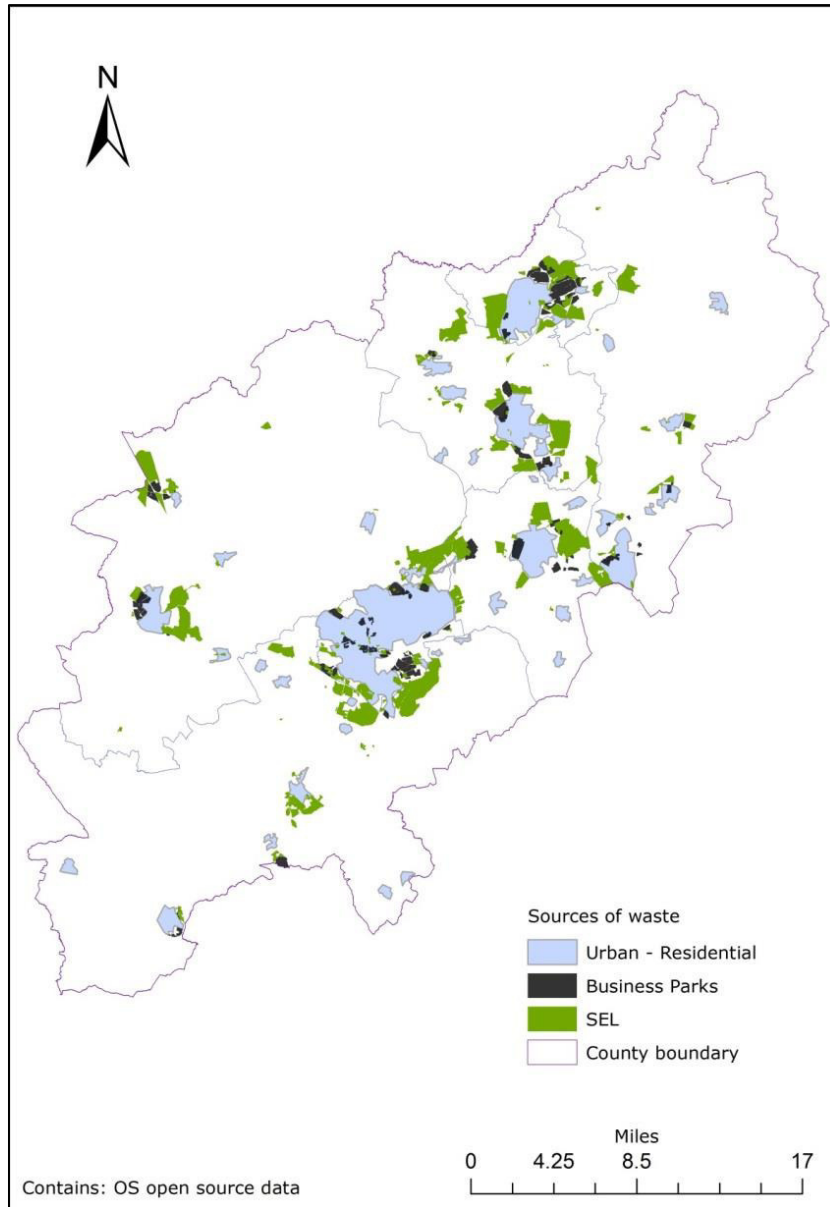 N
Sources of waste
Urban - Residential
Business Parks
SEL
County boundary
Miles
0 4.25 8.5 17
Contains: OS open source data